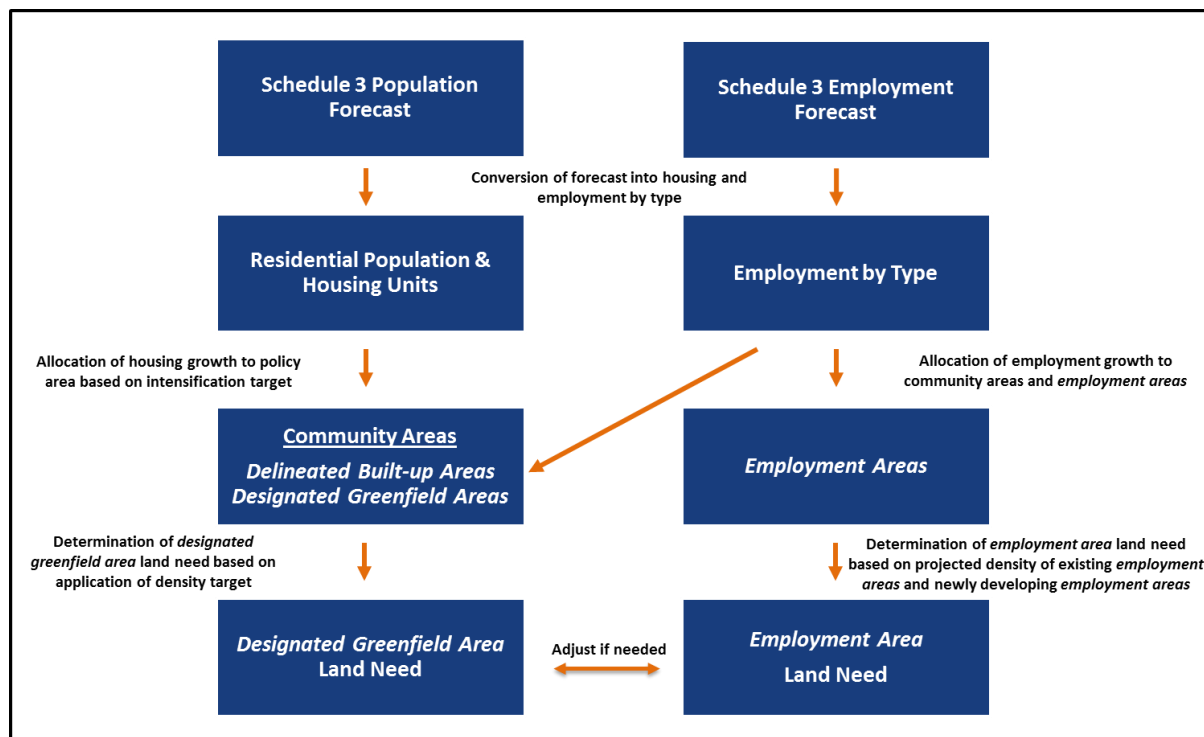 Schedule 3 Population
Forecast
Schedule 3 Employment
Forecast
Conversion of forecast into housing and
employment by type
Residential Population &
Housing Units
Employment by Type
Allocation of housing growth to policy
area based on intensification target
Allocation of employment growth to
community areas and employment areas
Community Areas
Delineated Built-up Areas
Designated Greenfield Areas
Employment Areas
Determination of designated
greenfield area land need based on
application of density target
Determination of employment area land need
based on projected density of existing employment
areas and newly developing employment areas
Designated Greenfield Area
Land Need
Adjust if needed
Employment Area
Land Need